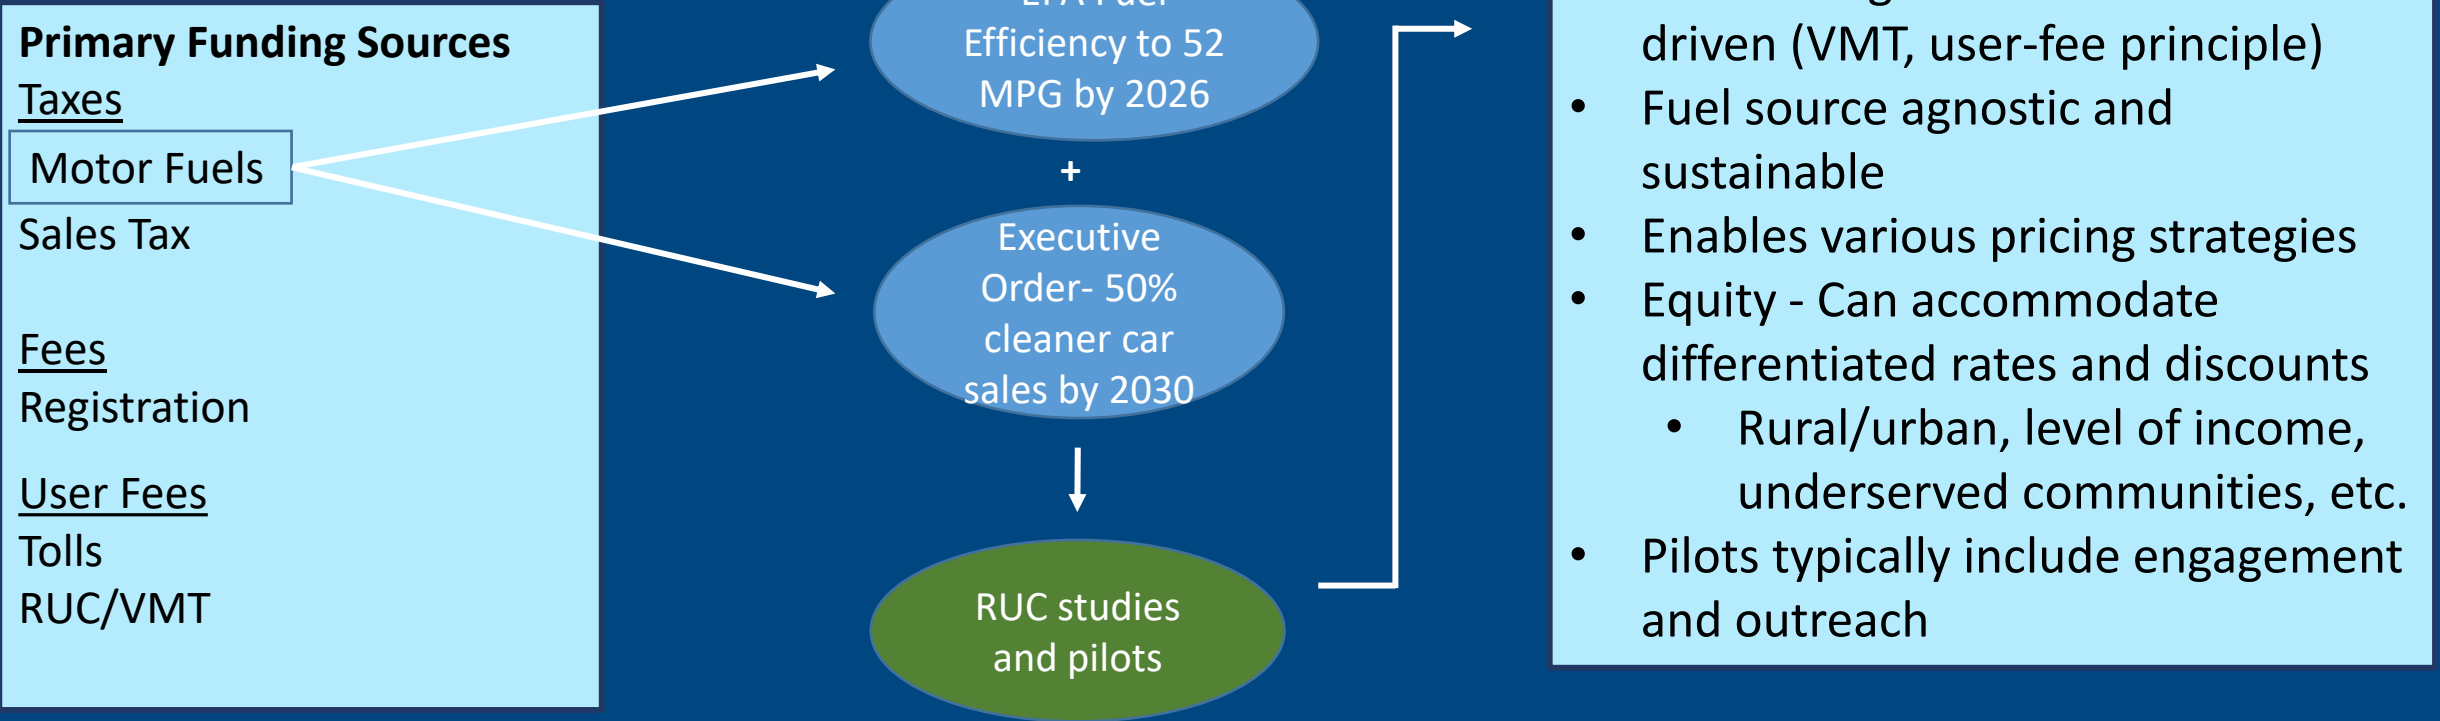 Primary Funding Sources
Taxes
Motor Fuels
Sales Tax
Fees
Registration
User Fees
Tolls
RUC/VMT
Efficiency to 52
MPG by 2026
+
Executive
Order- 50%
cleaner car
sales by 2030
RUC studies
and pilots
driven (VMT, user-fee principle)
• Fuel source agnostic and
sustainable
• Enables various pricing strategies
• Equity - Can accommodate
differentiated rates and discounts
• Rural/urban, level of income,
underserved communities, etc.
• Pilots typically include engagement
and outreach